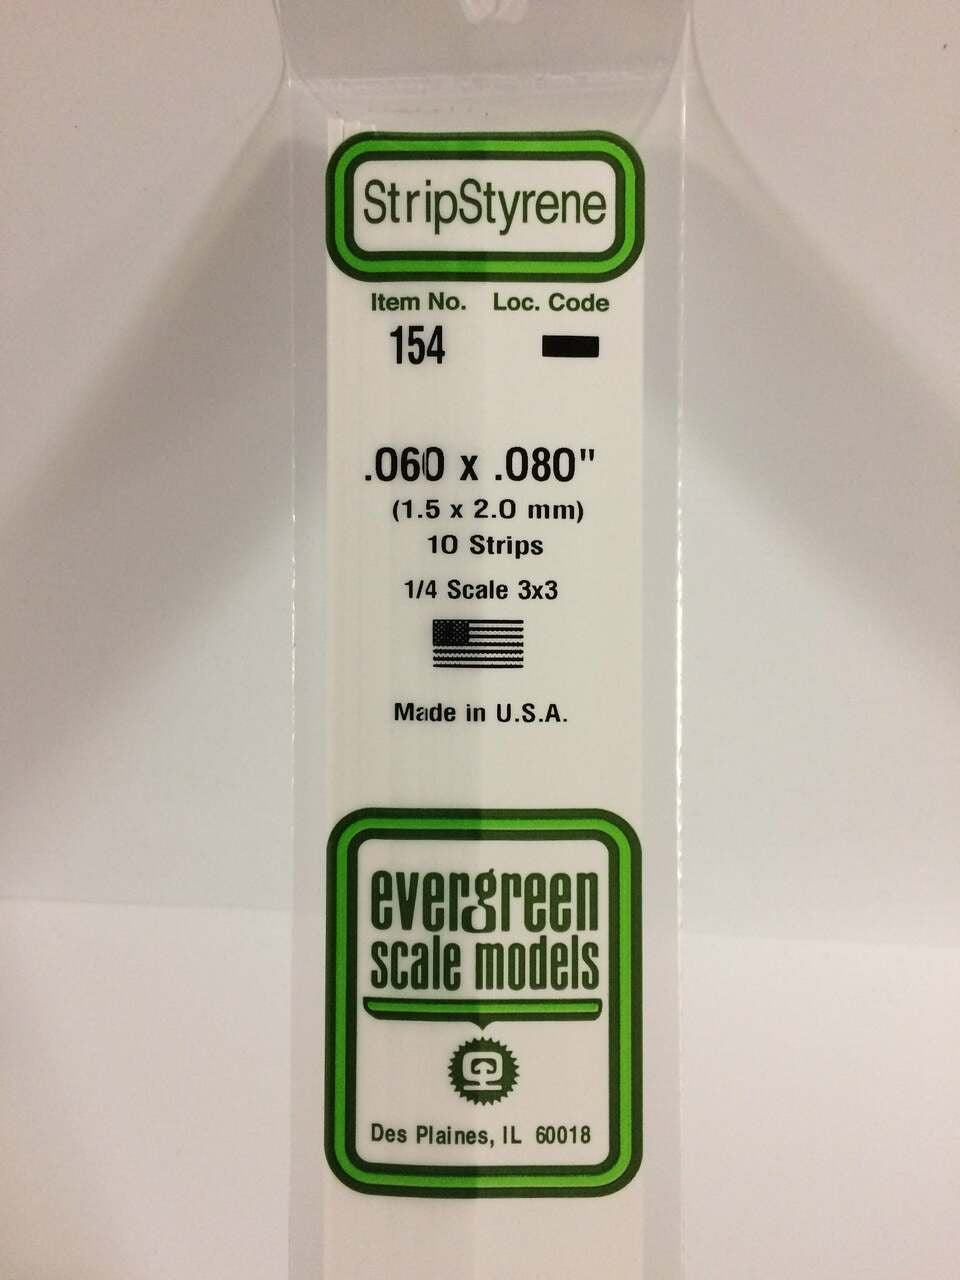 StripStyrene
Item No. Loc. Code
154
.060 x .080"
(1.5 x 2.0 mm)
10 Strips
1/4 Scale 3x3
Made in U.S.A.
evergreen
scale models
Des Plaines, IL 60018